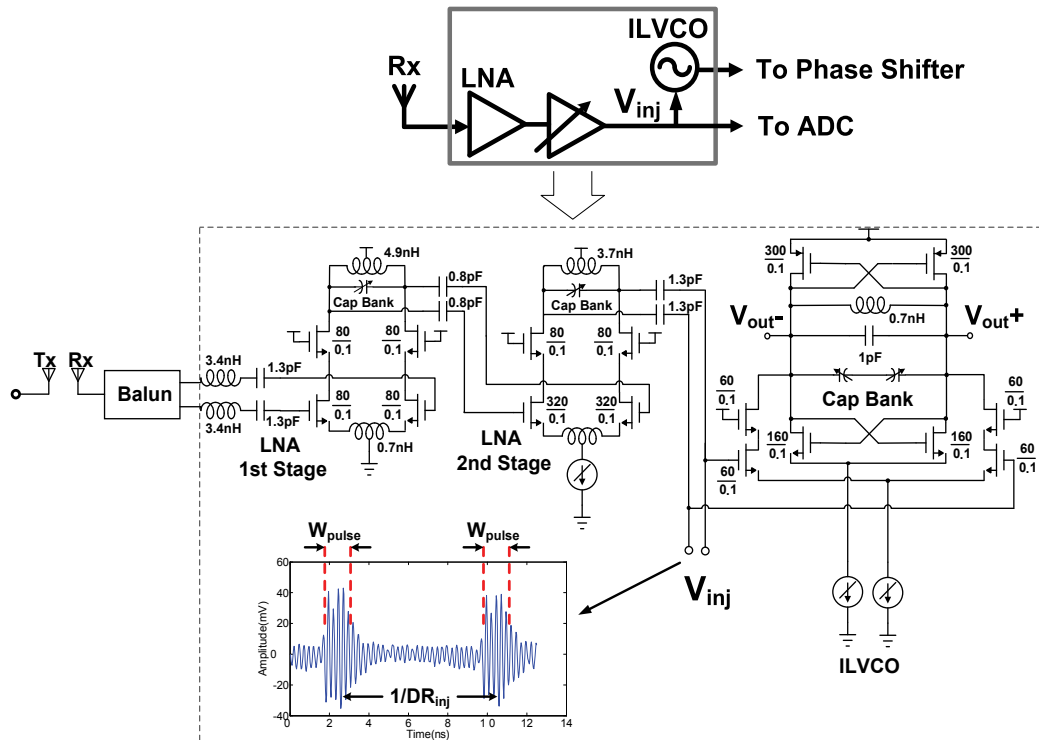 ILVCO
Rx
LNA
To Phase Shifter
Vinj
To ADC
4.9nH
0.8pF
Cap Bank
0.8pF
80
0.1
80
0.1
3.7nH
1.3pF
1.3pF
Cap Bank
80
0.1
80
0.1
300
0.1
300
0.1
0.7nH
Vout-
Vout+
1pF
Tx
Rx
3.4nH
1.3pF
Balun
3.4nH
1.3pF
80
0.1
80
0.1
0.7nH
LNA
1st Stage
320
0.1
320
0.1
LNA
2nd Stage
60
0.1
Cap Bank
60
0.1
160
0.1
160
0.1
60
0.1
60
0.1
Wpulse
Wpulse
Vinj
60
40
20
0
-20
-40
Amplitude(mV)
1/DRinj
0 2 4 6 8 1 0 12 14
Time(ns)
ILVCO